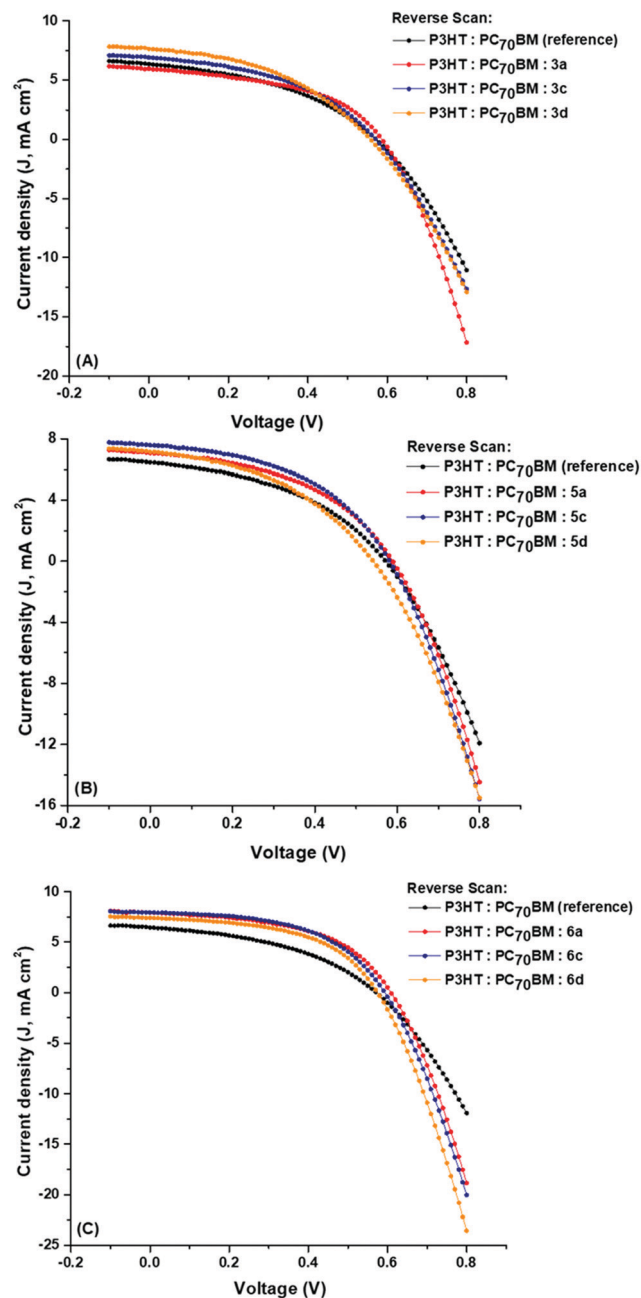 Reverse Scan:
P3HT : PC70BM (reference)
P3HT : PC70BM : 3a
P3HT : PC70BM : 3c
P3HT : PC70BM : 3d
10
5
0
-5
-10
-15
-20
Current density (J, mA cm²)
(A)
-0.2 0.0 0.2 0.4 0.6 0.8
Voltage (V)
Reverse Scan:
P3HT : PC70BM (reference)
P3HT : PC70BM : 5a
P3HT : PC70BM : 5c
P3HT : PC70BM : 5d
8
4
0
-4
-8
-12
-16
Current density (J, mA cm²)
(B)
-0.2 0.0 0.2 0.4 0.6 0.8
Voltage (V)
Reverse Scan:
P3HT : PC70BM (reference)
P3HT : PC70BM : 6a
P3HT : PC70BM : 6c
P3HT : PC70BM : 6d
10
5
0
-5
-10
-15
-20
-25
Current density (J, mA cm²)
(C)
-0.2 0.0 0.2 0.4 0.6 0.8
Voltage (V)